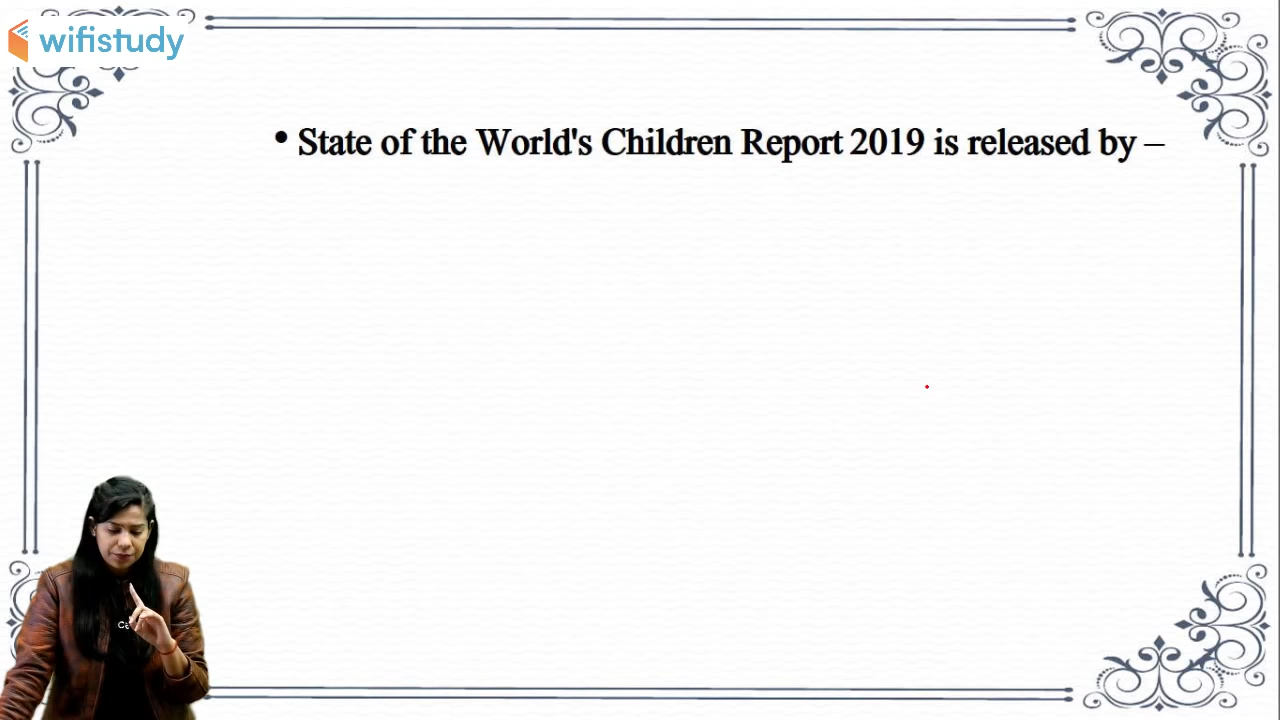 wifistudy
• State of the World's Children Report 2019 is released by –